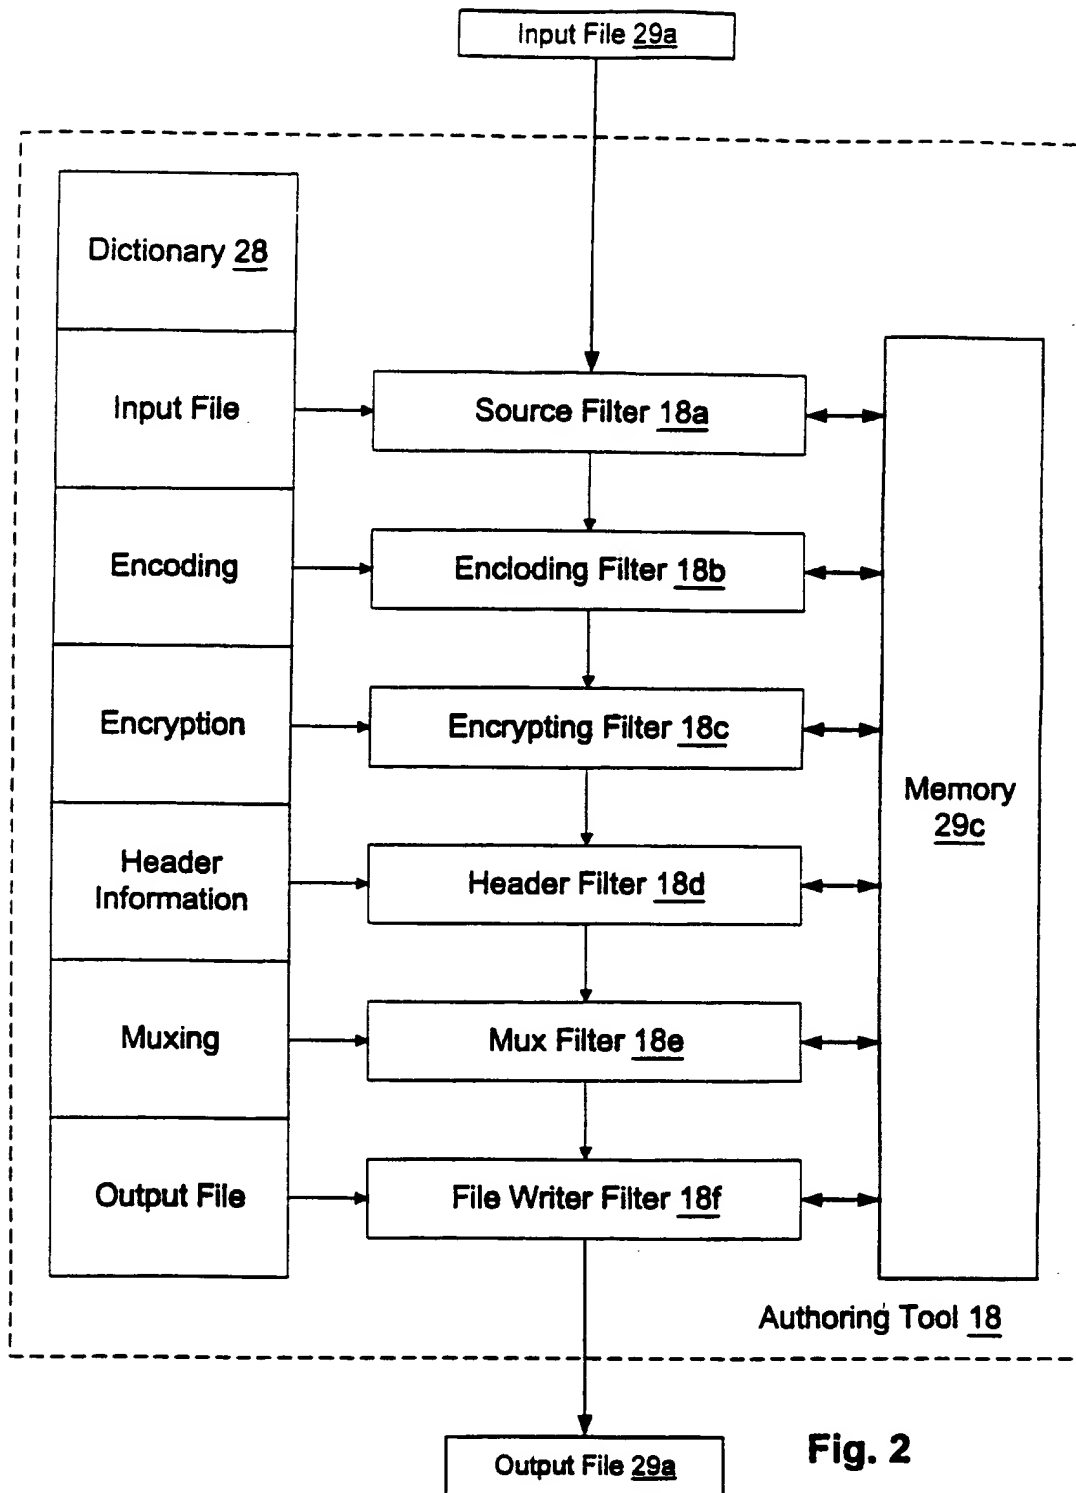 Input File 29a
Dictionary 28
Input File
Source Filter 18a
Encoding
Encloding Filter 18b
Encryption
Encrypting Filter 18c
Memory
29c
Header
Information
Header Filter 18d
Muxing
Mux Filter 18e
Output File
File Writer Filter 18f
Authoring Tool 18
Output File 29a
Fig. 2